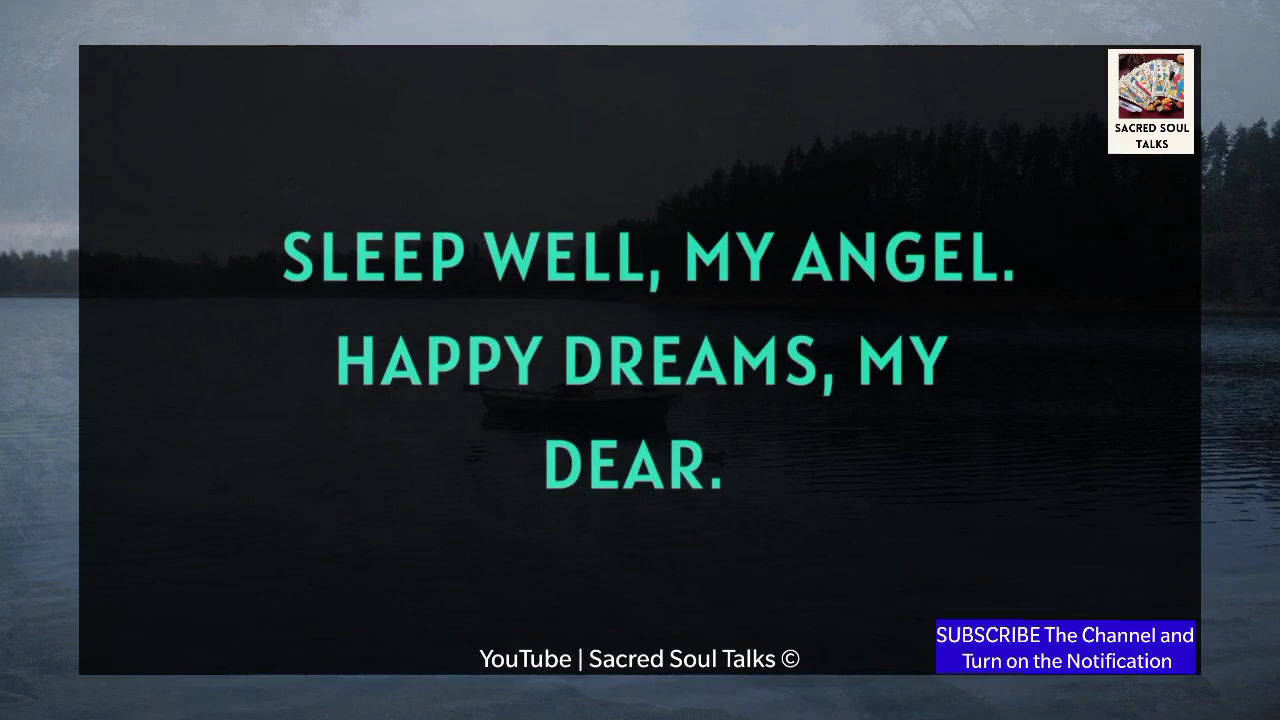 SACRED SOUL
TALKS
SLEEP WELL, MY ANGEL.
HAPPY DREAMS, MY
DEAR.
SUBSCRIBE The Channel and
Turn on the Notification
YouTube | Sacred Soul Talks ©